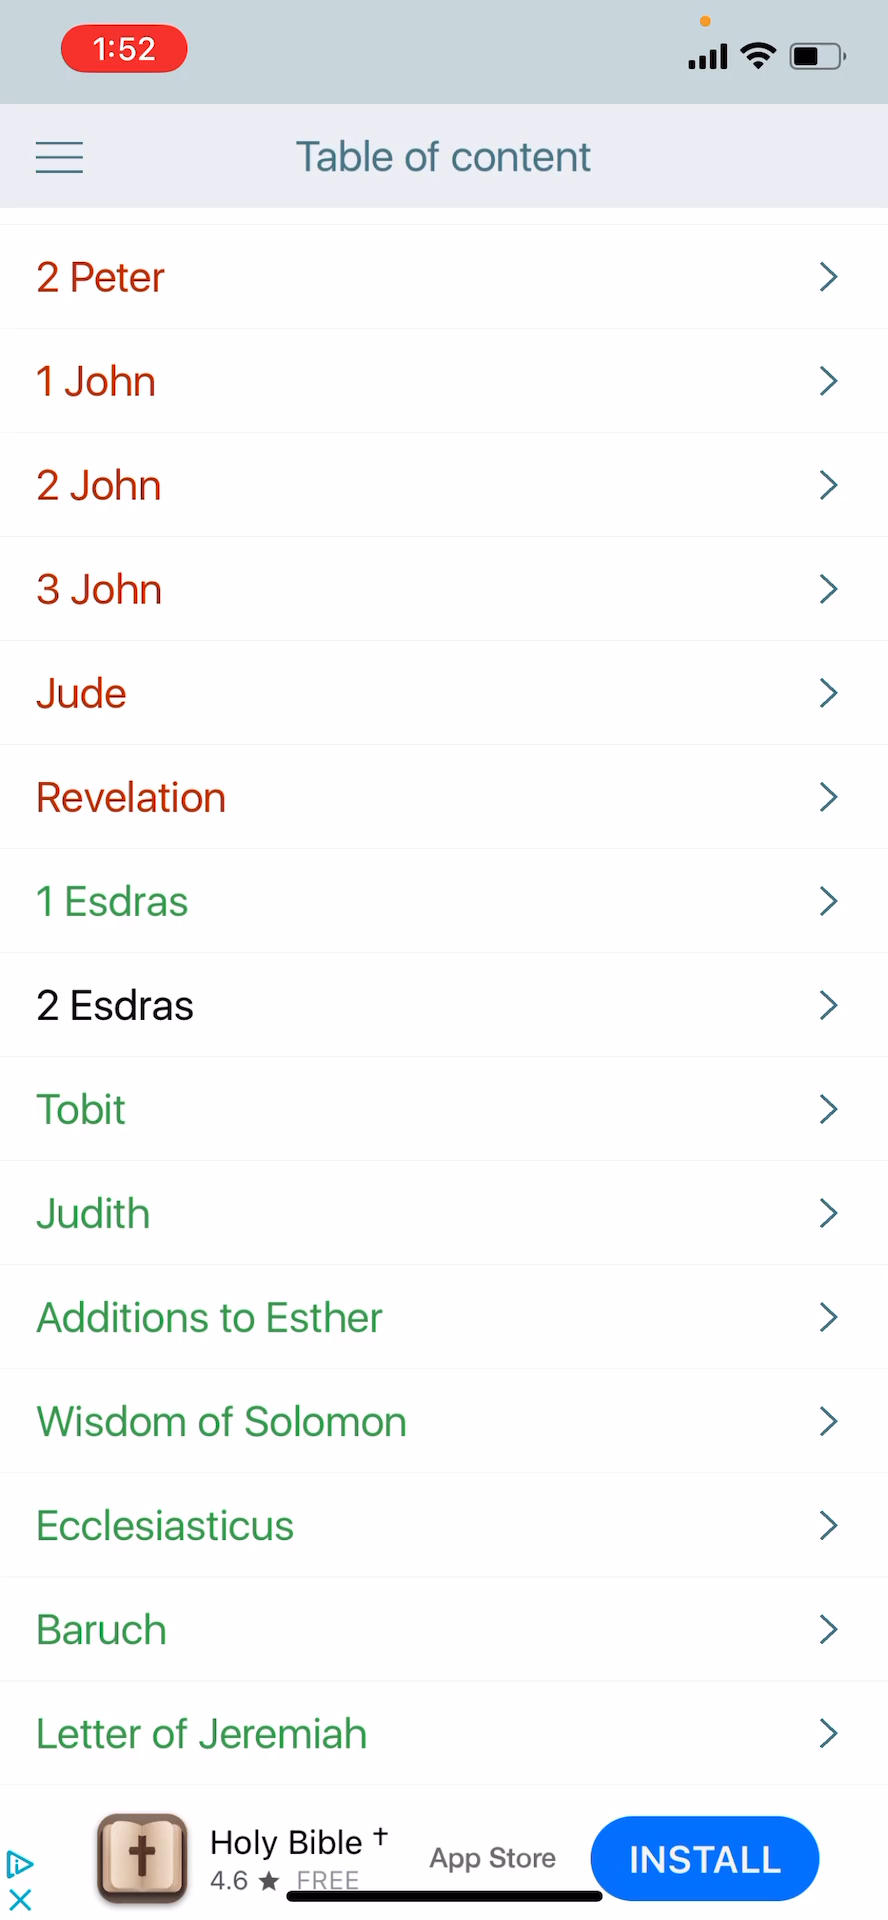 1:52
Table of content
2 Peter
1 John
2 John
3 John
Jude
Revelation
1 Esdras
2 Esdras
Tobit
Judith
Additions to Esther
Wisdom of Solomon
Ecclesiasticus
Baruch
Letter of Jeremiah
Holy Bible †
4.6 ★ FREE
App Store
INSTALL